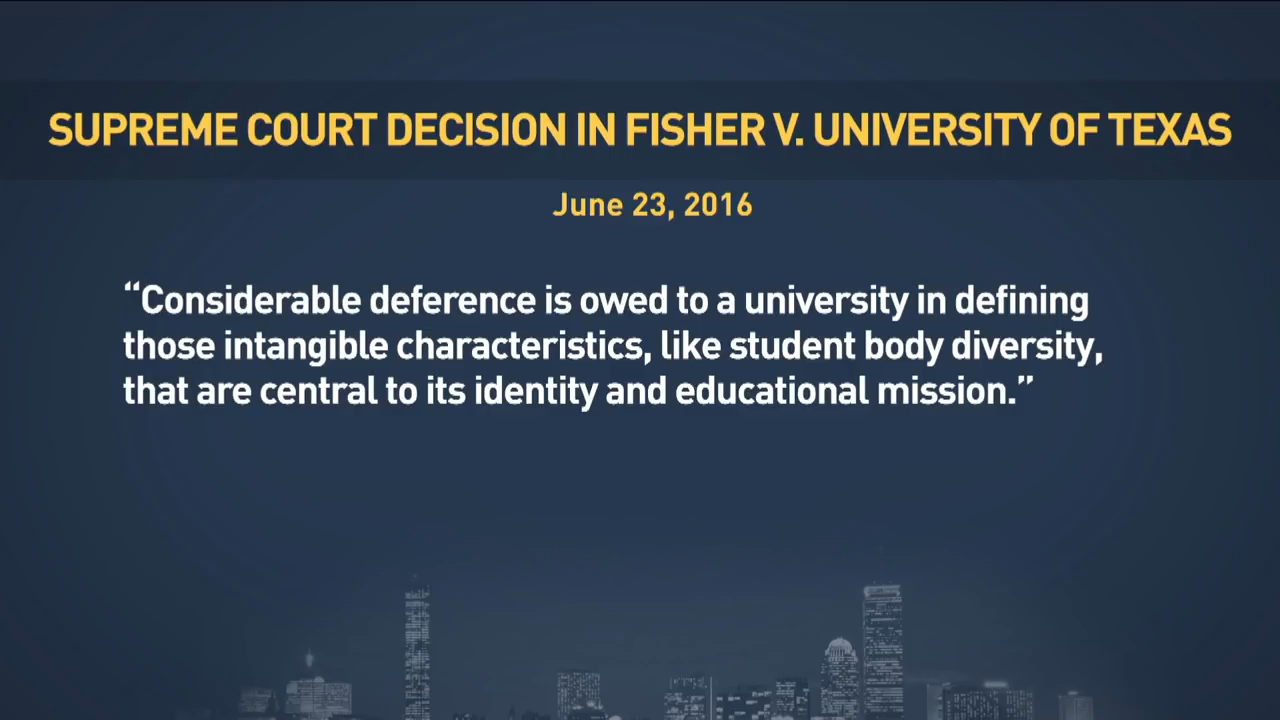 SUPREME COURT DECISION IN FISHER V. UNIVERSITY OF TEXAS
June 23, 2016
“Considerable deference is owed to a university in defining
those intangible characteristics, like student body diversity,
that are central to its identity and educational mission.”